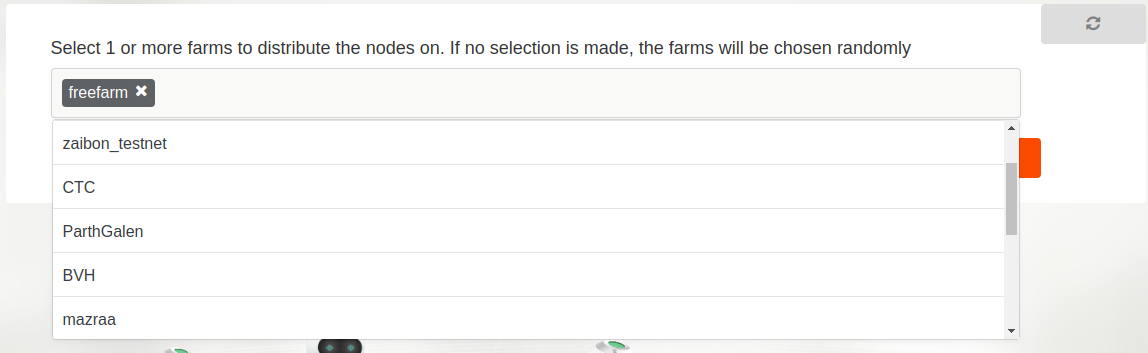 Select 1 or more farms to distribute the nodes on. If no selection is made, the farms will be chosen randomly
freefarm ✖
zaibon_testnet
CTC
ParthGalen
BVH
mazraa